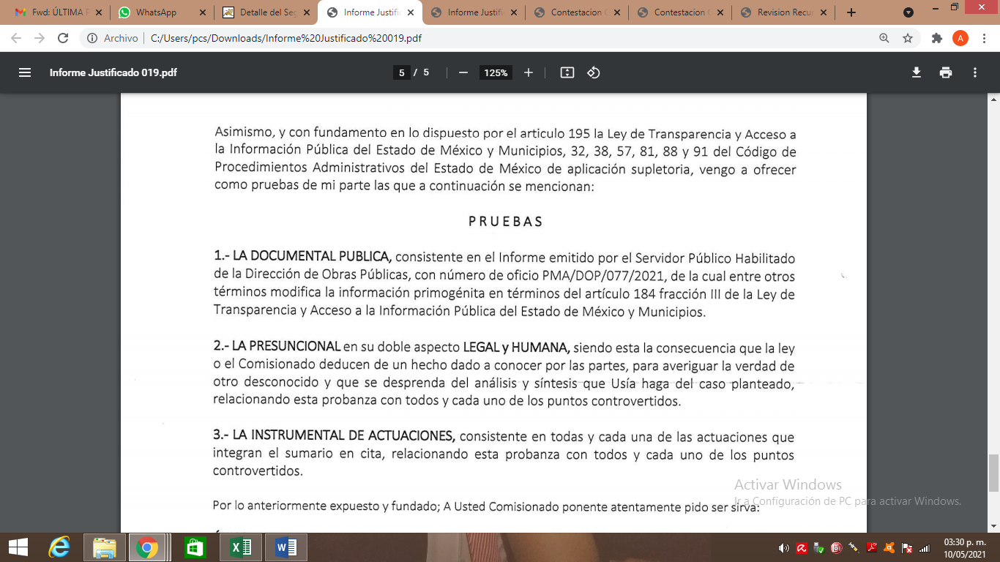 Fwd: ÚLTIMA
WhatsApp
Detalle del Seg
Informe Justifi
Informe Justifi
Contestacion
Contestacion
Revision Recur
A
Archivo
C:/Users/pcs/Downloads/Informe%20Justificado%20019.pdf
Informe Justificado 019.pdf
5 / 5
125%
Asimismo, y con fundamento en lo dispuesto por el articulo 195 la Ley de Transparencia y Acceso a
la Información Pública del Estado de México y Municipios, 32, 38, 57, 81, 88 y 91 del Código de
Procedimientos Administrativos del Estado de México de aplicación supletoria, vengo a ofrecer
como pruebas de mi parte las que a continuación se mencionan:
P R U E B A S
1.- LA DOCUMENTAL PUBLICA, consistente en el Informe emitido por el Servidor Público Habilitado
de la Dirección de Obras Públicas, con número de oficio PMA/DOP/077/2021, de la cual entre otros
términos modifica la información primogénita en términos del artículo 184 fracción III de la Ley de
Transparencia y Acceso a la Información Pública del Estado de México y Municipios.
2.- LA PRESUNCIONAL en su doble aspecto LEGAL y HUMANA, siendo esta la consecuencia que la ley
o el Comisionado deducen de un hecho dado a conocer por las partes, para averiguar la verdad de
otro desconocido y que se desprenda del análisis y síntesis que Usía haga del caso planteado,
relacionando esta probanza con todos y cada uno de los puntos controvertidos.
3.- LA INSTRUMENTAL DE ACTUACIONES, consistente en todas y cada una de las actuaciones que
integran el sumario en cita, relacionando esta probanza con todos y cada uno de los puntos
controvertidos.
Por lo anteriormente expuesto y fundado; A Usted Comisionado ponente atentamente pido ser sirva:
Activar Windows
Ir a Configuración de PC para activar Windows.
03:30 p. m.
10/05/2021